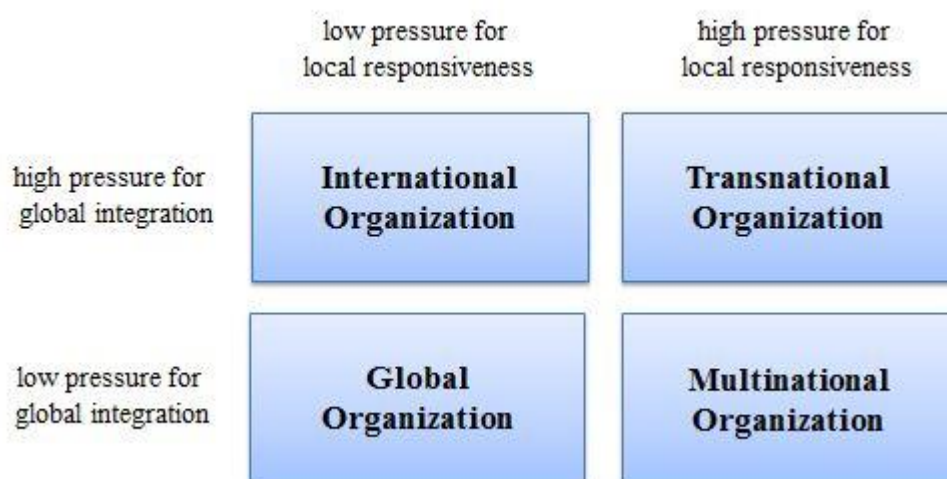 low pressure for
local responsiveness
high pressure for
local responsiveness
high pressure for
global integration
International
Organization
Transnational
Organization
low pressure for
global integration
Global
Organization
Multinational
Organization